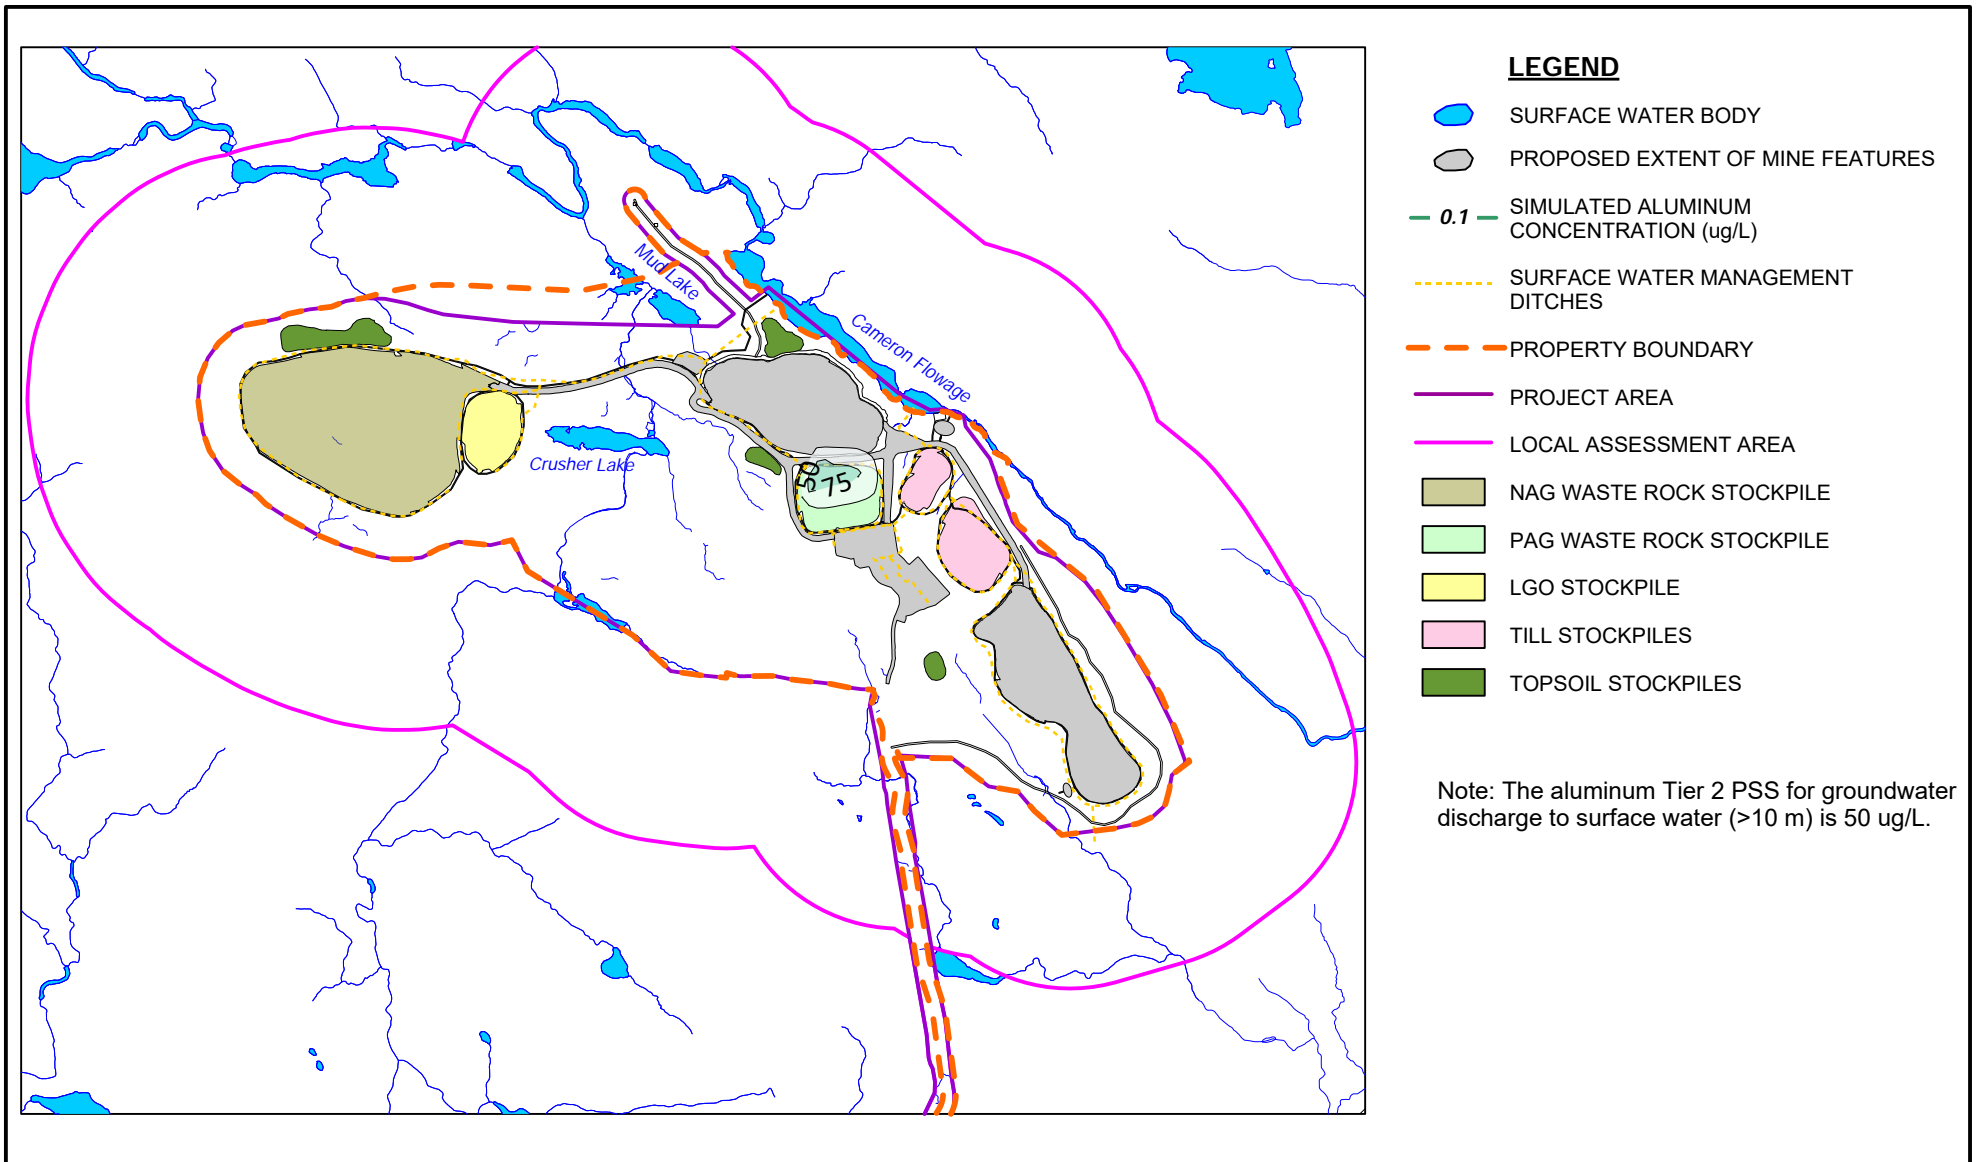 LEGEND
SURFACE WATER BODY
PROPOSED EXTENT OF MINE FEATURES
0.1
SIMULATED ALUMINUM
CONCENTRATION (ug/L)
SURFACE WATER MANAGEMENT
DITCHES
PROPERTY BOUNDARY
PROJECT AREA
LOCAL ASSESSMENT AREA
NAG WASTE ROCK STOCKPILE
PAG WASTE ROCK STOCKPILE
LGO STOCKPILE
TILL STOCKPILES
TOPSOIL STOCKPILES
Note: The aluminum Tier 2 PSS for groundwater
discharge to surface water (>10 m) is 50 ug/L.
Mud Lake
Cameron Flowage
Crusher Lake
50
75